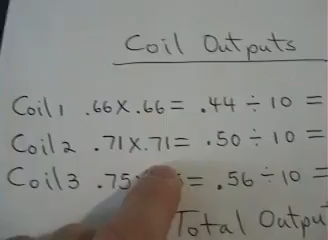 Coil Outputs
Coil 1 .66 x .66 = .44 ÷ 10 =
Coil 2 .71 x .71 = .50 ÷ 10 =
Coil 3 .75 = .56 ÷ 10 =
Total